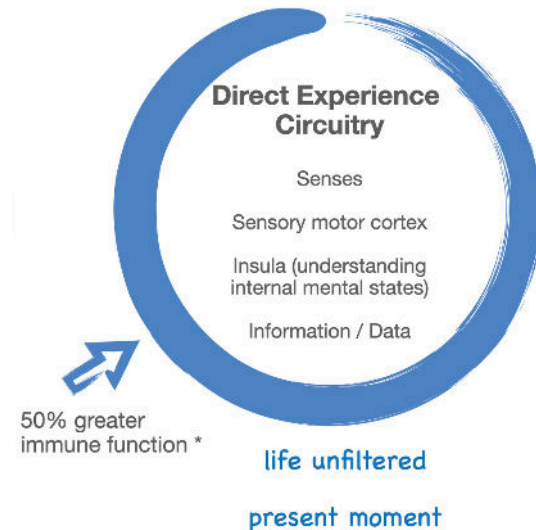 Direct Experience
Circuitry
Senses
Sensory motor cortex
Insula (understanding
internal mental states)
Information / Data
50% greater
immune function *
life unfiltered
present moment